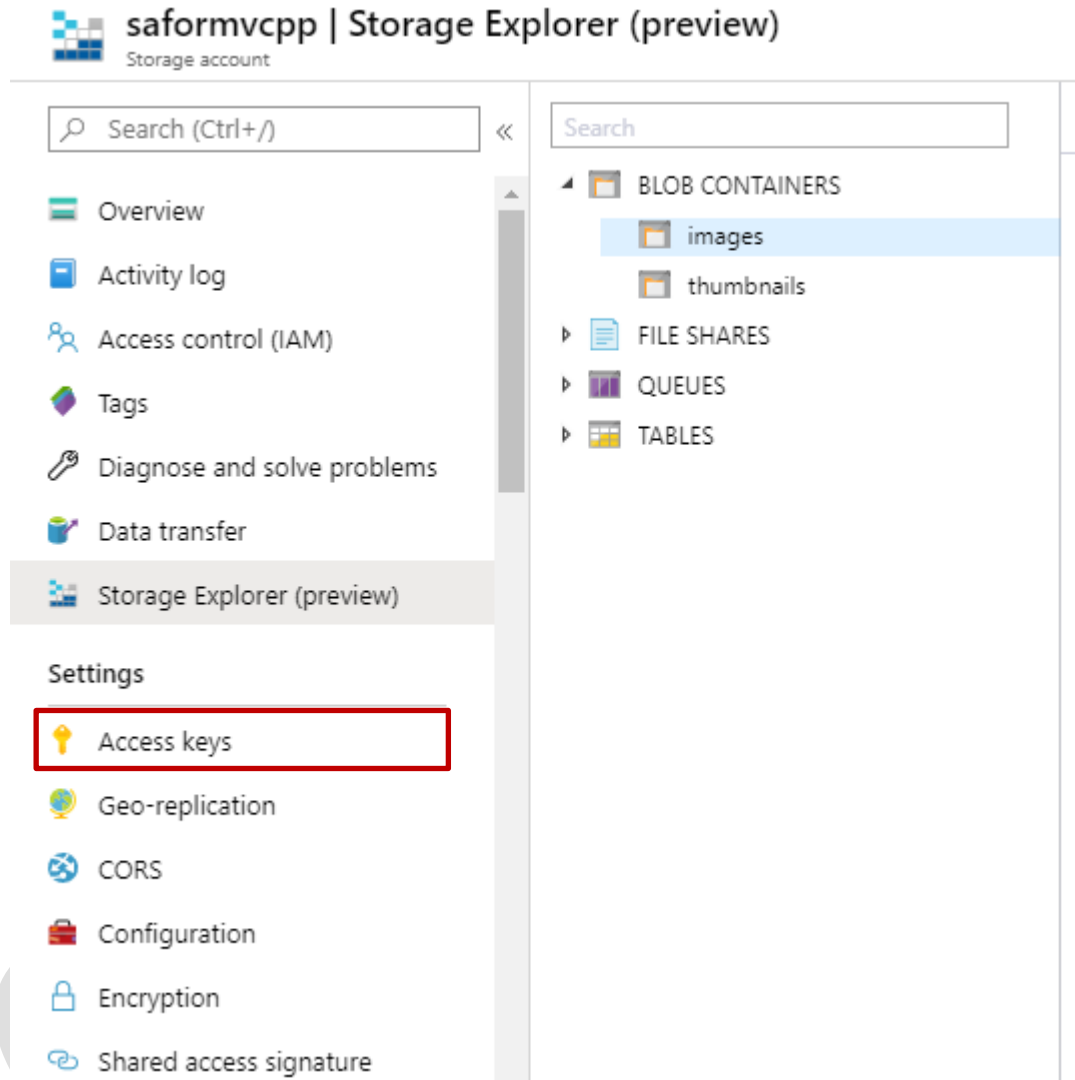 saformvcpp | Storage Explorer (preview)
Storage account
Search (Ctrl+/)
«
Overview
Activity log
Access control (IAM)
Tags
Diagnose and solve problems
Data transfer
Storage Explorer (preview)
Settings
Access keys
Geo-replication
CORS
Configuration
Encryption
Shared access signature
Search
BLOB CONTAINERS
images
thumbnails
FILE SHARES
QUEUES
TABLES